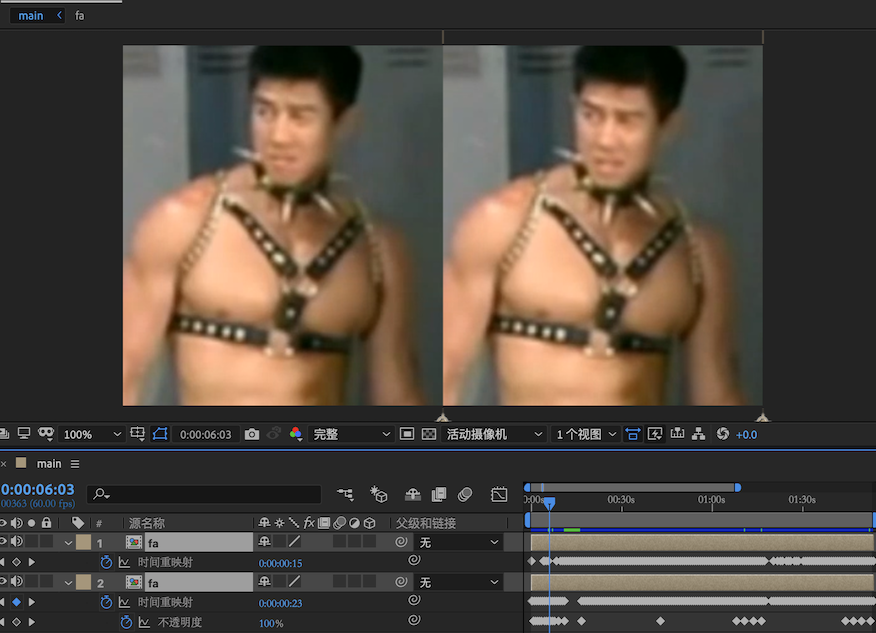 main fa
100% 0:00:06:03 完整 活动摄像机 1 个视图 +0.0
main
0:00:06:03
00363 (60.00 fps)
0:00s 00:30s 01:00s 01:30s
# 源名称 fx 父级和链接
1 fa 无
时间重映射 0:00:00:15
2 fa 无
时间重映射 0:00:00:23
不透明度 100%